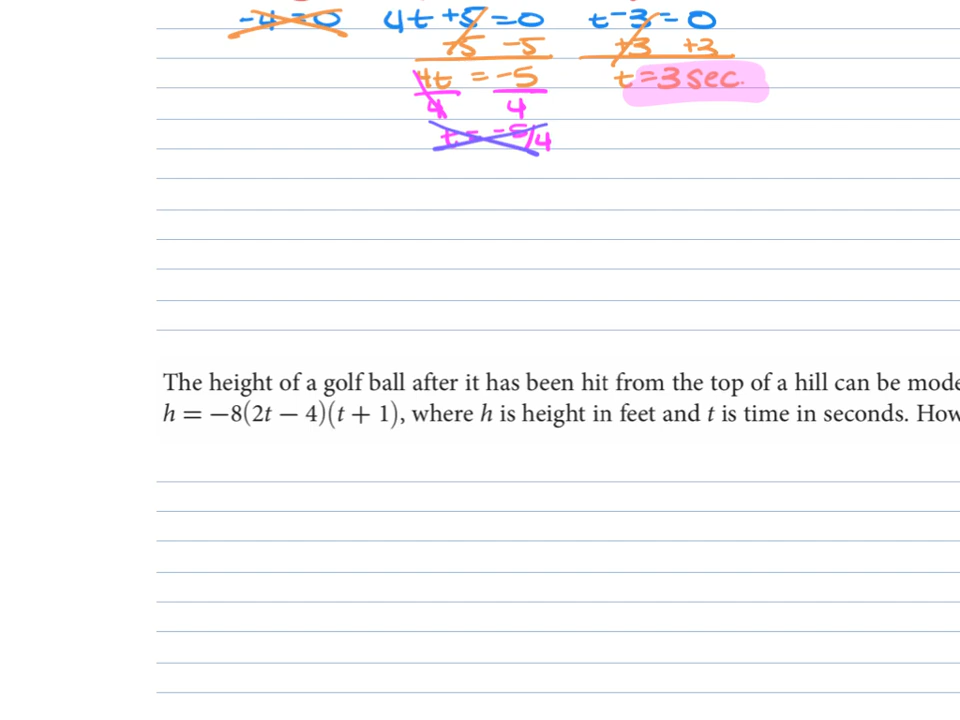 -4=0 4t+5=0 t-3=0
-5 -5 +3 +3
4t = -5 t=3 sec.
4 4
t= -5/4
The height of a golf ball after it has been hit from the top of a hill can be
h = −8(2t − 4)(t + 1), where h is height in feet and t is time in seconds.